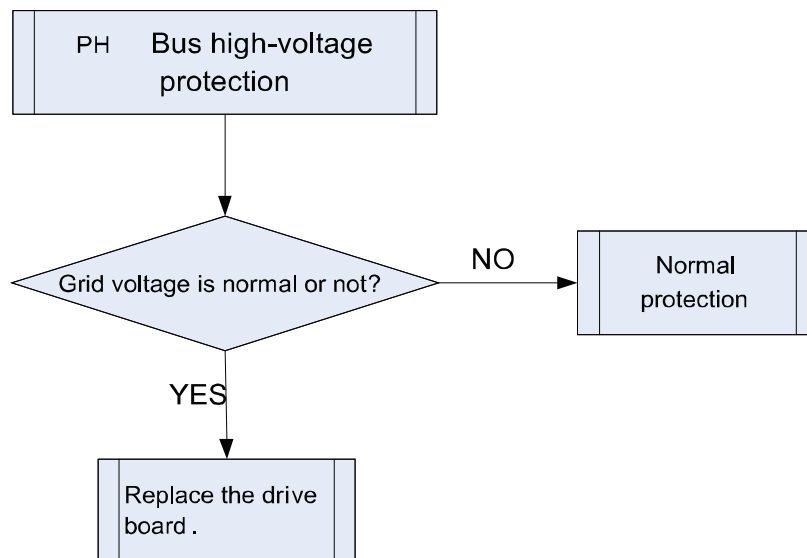 PH Bus high-voltage
protection
Grid voltage is normal or not?
NO
Normal
protection
YES
Replace the drive
board.